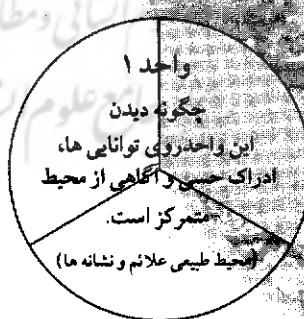 واحد ۱
چگونه دیدن
این واحدروی توانایی ها،
ادراک حسی و آگاهی از محیط
متمرکز است.
(محیط طبیعی علائم و نشانه ها)